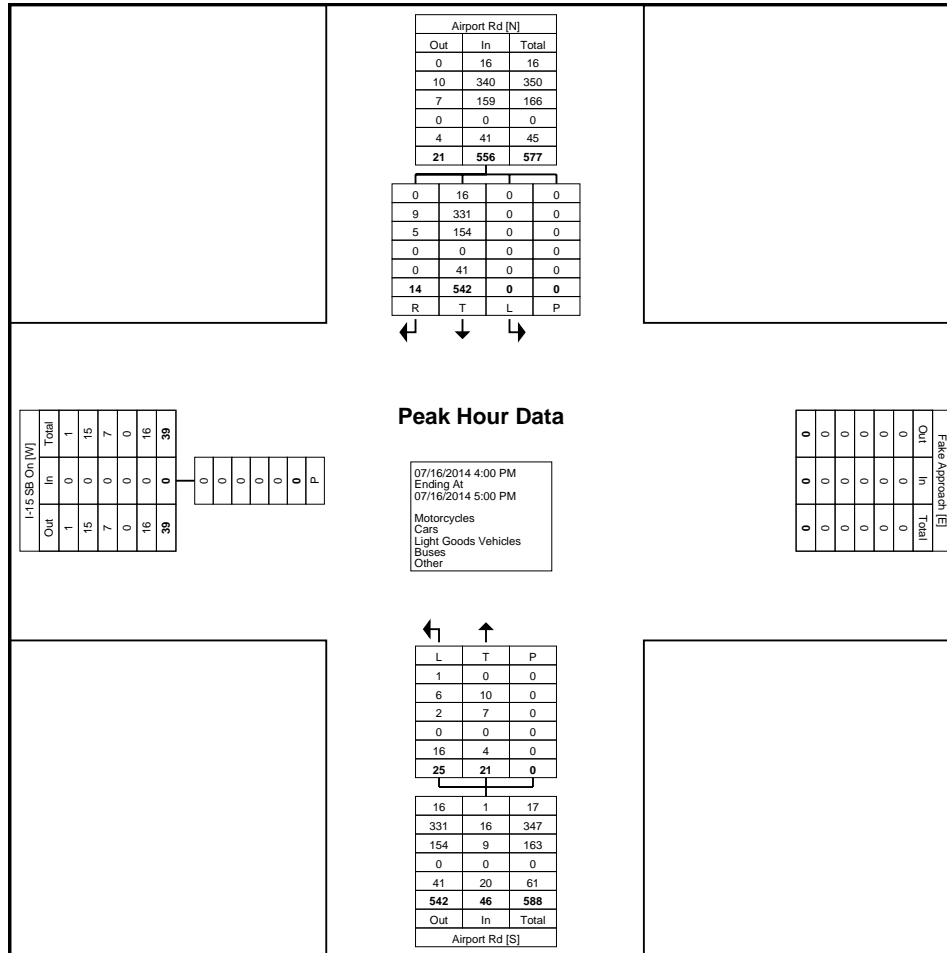 Airport Rd [N]
Out In Total
0 16 16
10 340 350
7 159 166
0 0 0
4 41 45
21 556 577
0 16 0 0
9 331 0 0
5 154 0 0
0 0 0 0
0 41 0 0
14 542 0 0
R T L P
I-15 SB On [W]
Total 1 15 7 0 16 39
In 0 0 0 0 0 0
Out 1 15 7 0 16 39
0 0 0 0 0 0 P
Peak Hour Data
07/16/2014 4:00 PM
Ending At
07/16/2014 5:00 PM
Motorcycles
Cars
Light Goods Vehicles
Buses
Other
Fake Approach [E]
Out 0 0 0 0 0 0
In 0 0 0 0 0 0
Total 0 0 0 0 0 0
L T P
1 0 0
6 10 0
2 7 0
0 0 0
16 4 0
25 21 0
16 1 17
331 16 347
154 9 163
0 0 0
41 20 61
542 46 588
Out In Total
Airport Rd [S]